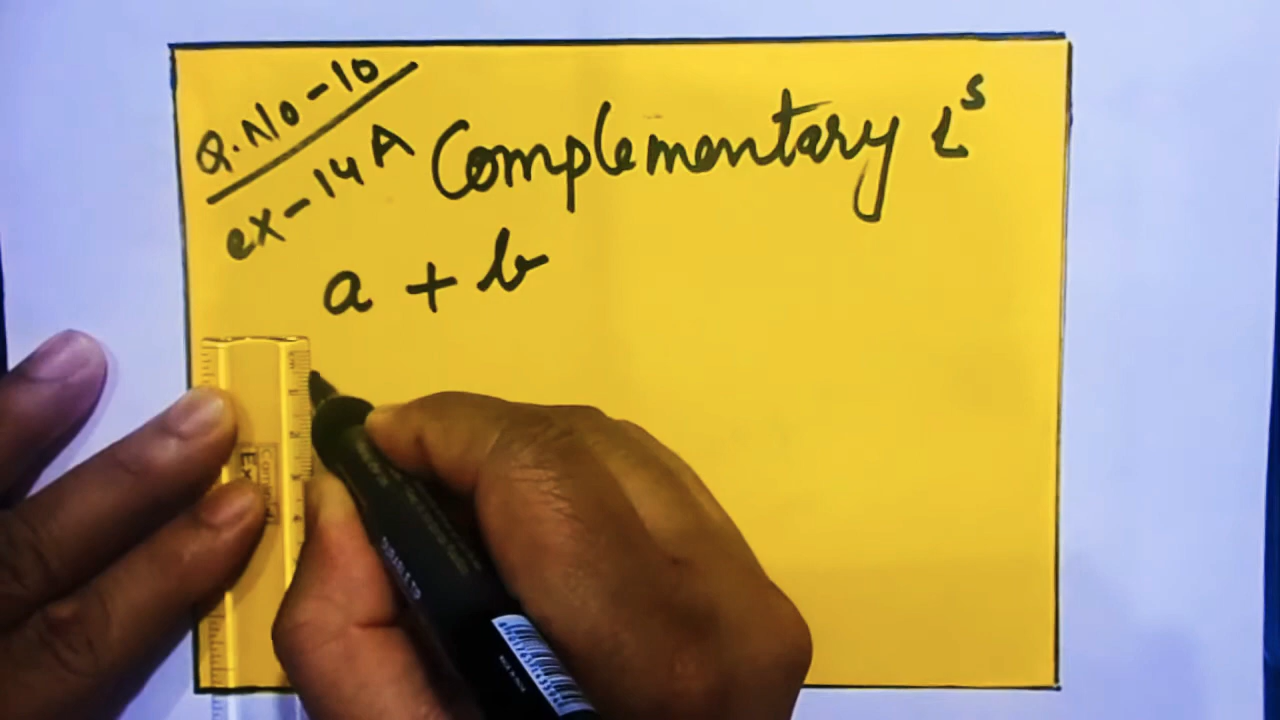 Q.No-10
ex-14A
Complementary ∠s
a + b